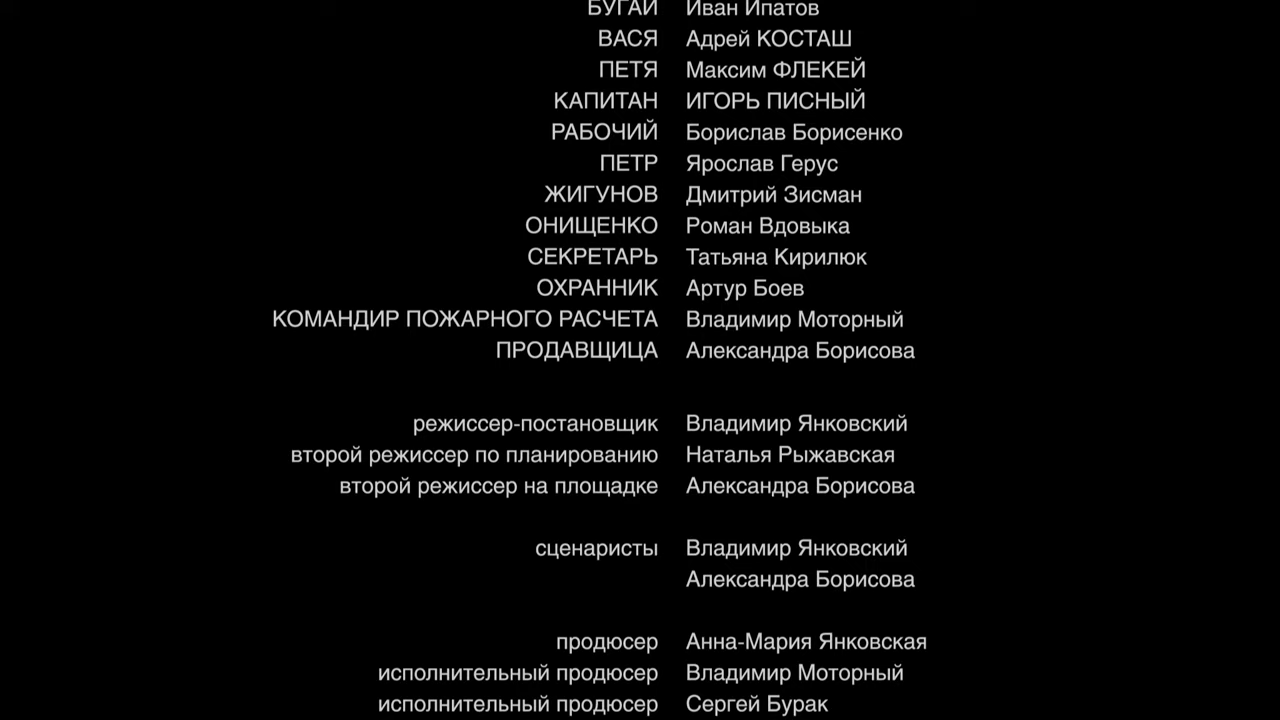 БУГАЙ Иван Ипатов
ВАСЯ Адрей КОСТАШ
ПЕТЯ Максим ФЛЕКЕЙ
КАПИТАН ИГОРЬ ПИСНЫЙ
РАБОЧИЙ Борислав Борисенко
ПЕТР Ярослав Герус
ЖИГУНОВ Дмитрий Зисман
ОНИЩЕНКО Роман Вдовыка
СЕКРЕТАРЬ Татьяна Кирилюк
ОХРАННИК Артур Боев
КОМАНДИР ПОЖАРНОГО РАСЧЕТА Владимир Моторный
ПРОДАВЩИЦА Александра Борисова
режиссер-постановщик Владимир Янковский
второй режиссер по планированию Наталья Рыжавская
второй режиссер на площадке Александра Борисова
сценаристы Владимир Янковский
Александра Борисова
продюсер Анна-Мария Янковская
исполнительный продюсер Владимир Моторный
исполнительный продюсер Сергей Бурак